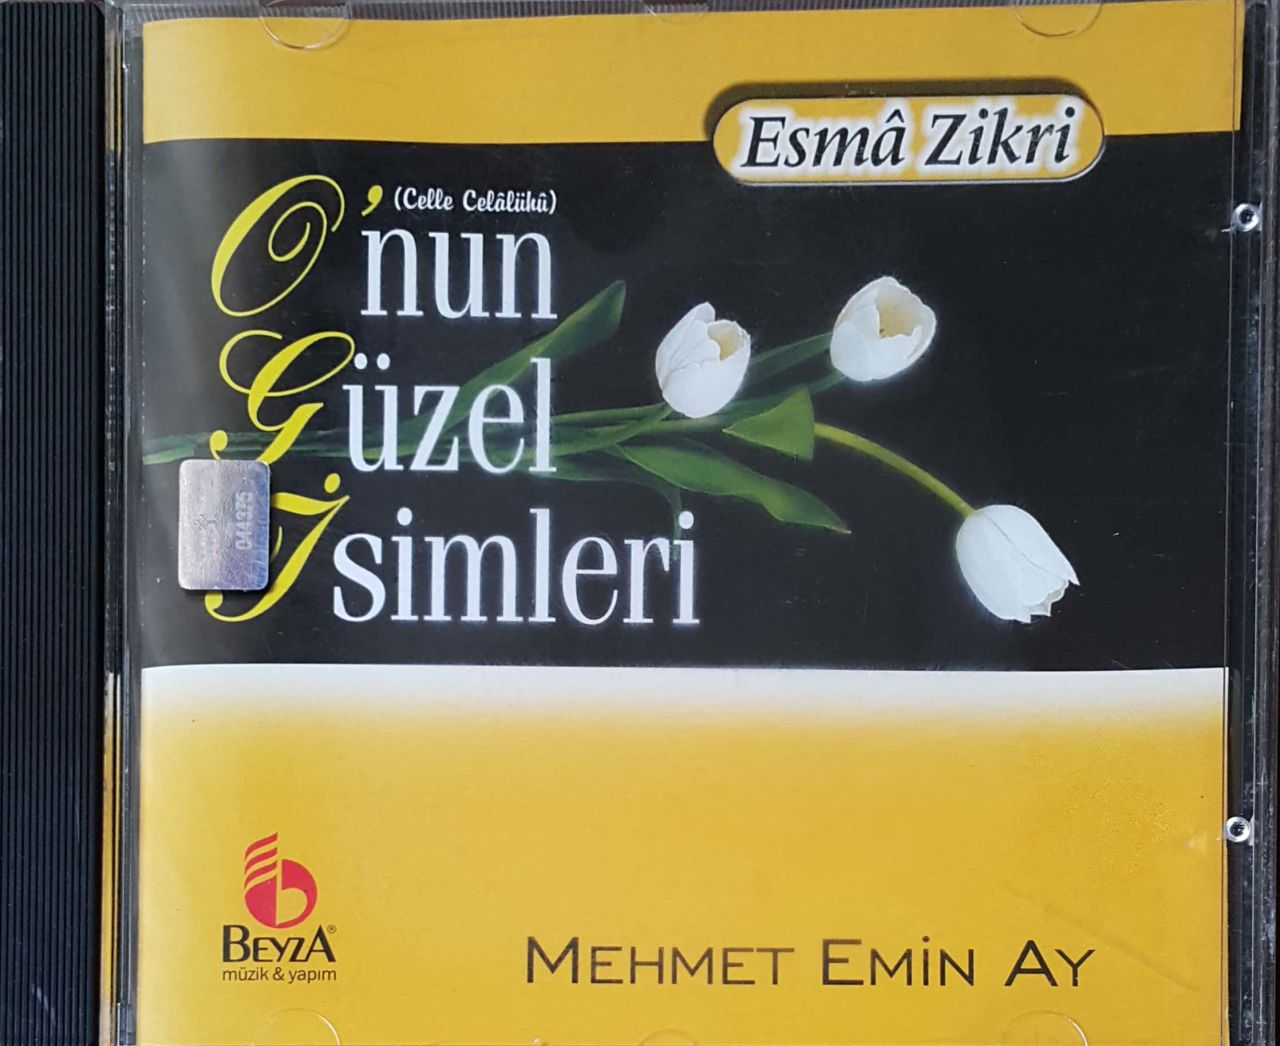 Esmâ Zikri
(Celle Celâlühû)
O'nun
Güzel
İsimleri
BEYZA®
müzik & yapım
MEHMET EMİN AY